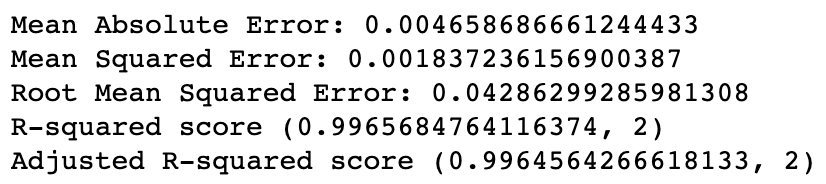 Mean Absolute Error: 0.004658686661244433
Mean Squared Error: 0.001837236156900387
Root Mean Squared Error: 0.04286299285981308
R-squared score (0.9965684764116374, 2)
Adjusted R-squared score (0.9964564266618133, 2)